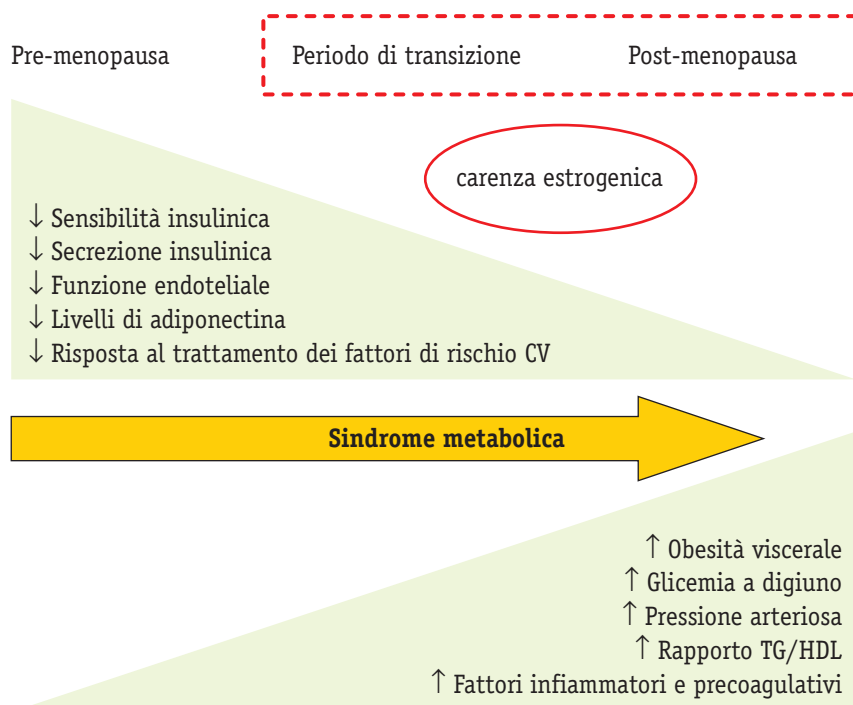 Pre-menopausa Periodo di transizione Post-menopausa
carenza estrogenica
↓ Sensibilità insulinica
↓ Secrezione insulinica
↓ Funzione endoteliale
↓ Livelli di adiponectina
↓ Risposta al trattamento dei fattori di rischio CV
Sindrome metabolica
↑ Obesità viscerale
↑ Glicemia a digiuno
↑ Pressione arteriosa
↑ Rapporto TG/HDL
↑ Fattori infiammatori e precoagulativi